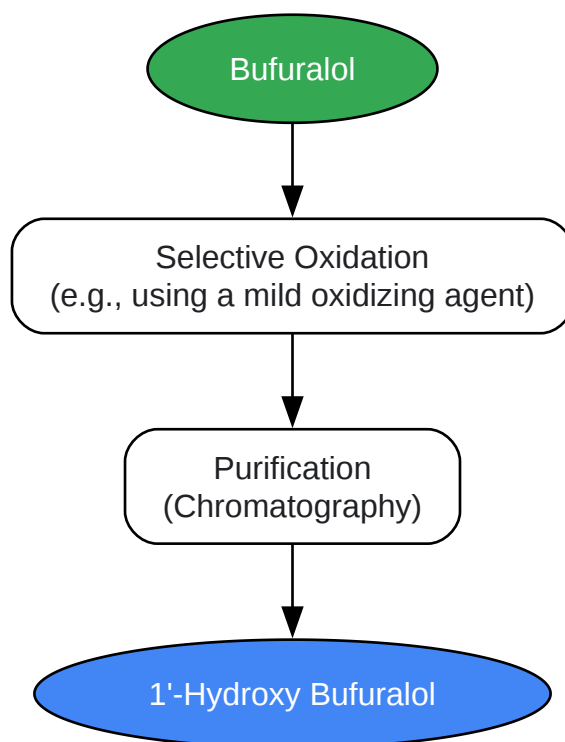 Bufuralol
Selective Oxidation
(e.g., using a mild oxidizing agent)
Purification
(Chromatography)
1'-Hydroxy Bufuralol